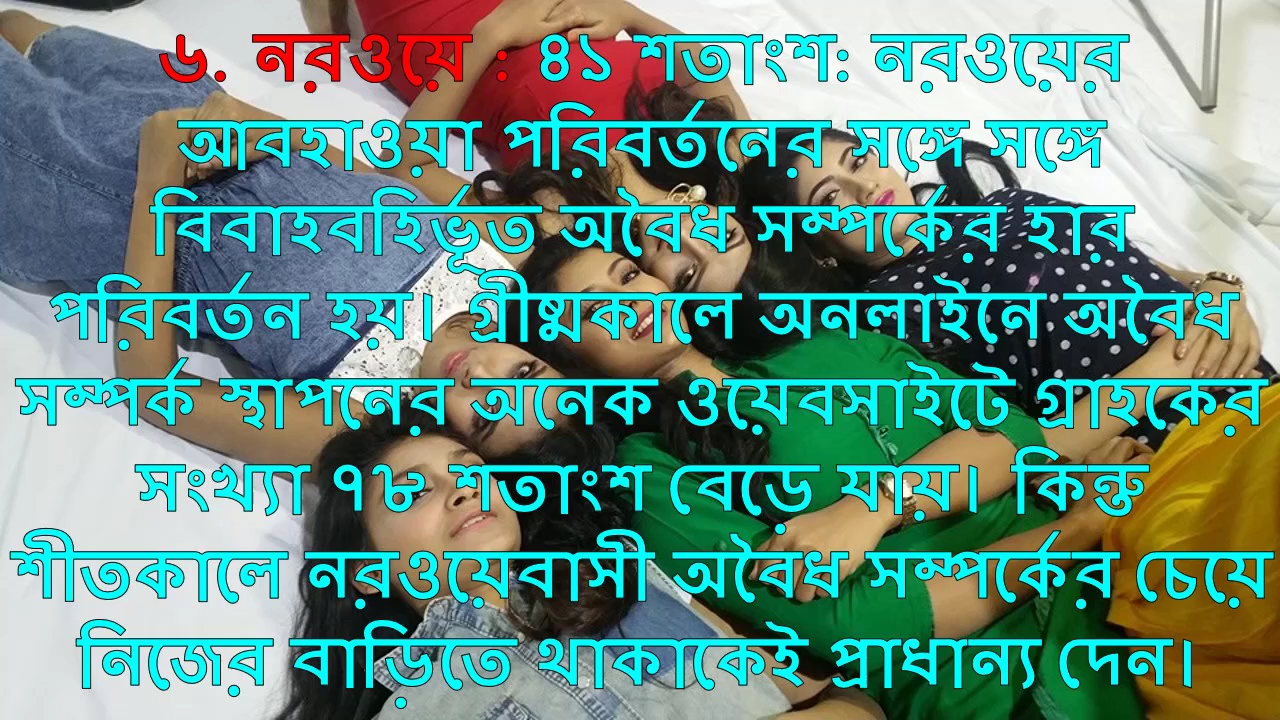 ৬. নরওয়ে : ৪১ শতাংশ: নরওয়ের
আবহাওয়া পরিবর্তনের সঙ্গে সঙ্গে
বিবাহবহির্ভূত অবৈধ সম্পর্কের হার
পরিবর্তন হয়। গ্রীষ্মকালে অনলাইনে অবৈধ
সম্পর্ক স্থাপনের অনেক ওয়েবসাইটে গ্রাহকের
সংখ্যা ৭৮ শতাংশ বেড়ে যায়। কিন্তু
শীতকালে নরওয়েবাসী অবৈধ সম্পর্কের চেয়ে
নিজের বাড়িতে থাকাকেই প্রাধান্য দেন।